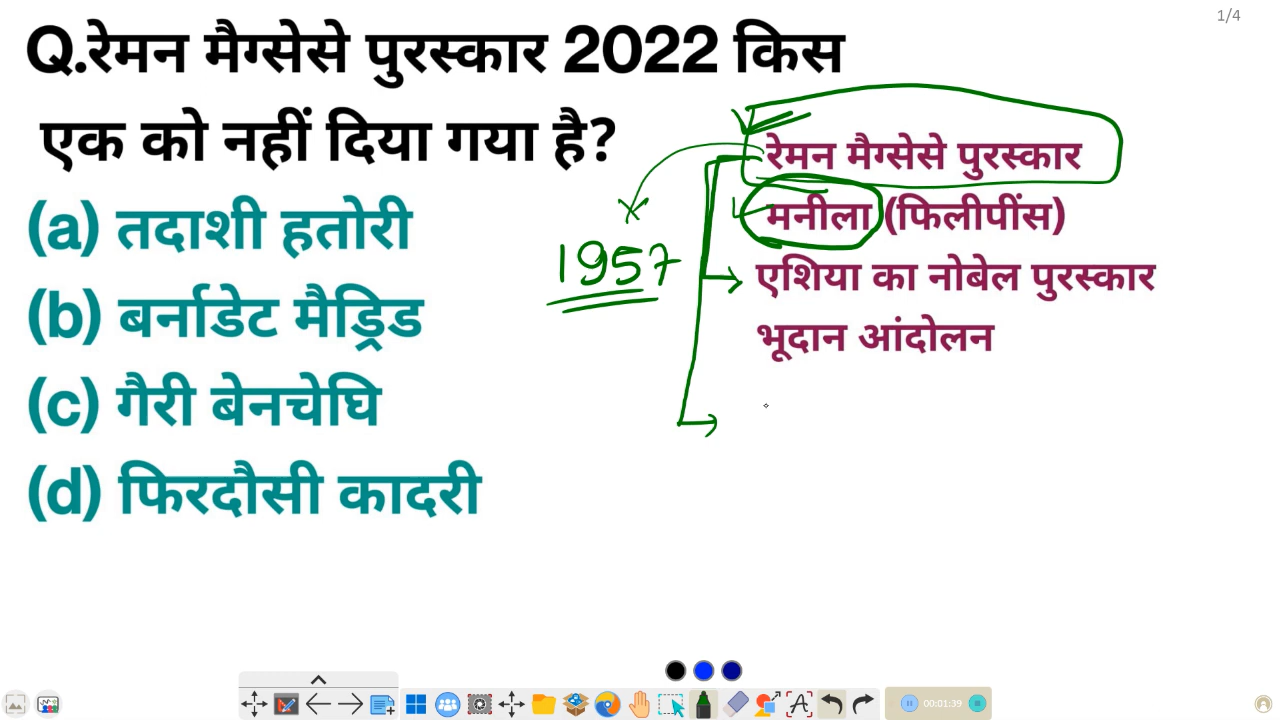 1/4
Q.रेमन मैग्सेसे पुरस्कार 2022 किस
एक को नहीं दिया गया है?
(a) तदाशी हतोरी
(b) बर्नाडेट मैड्रिड
(c) गैरी बेनचेघि
(d) फिरदौसी कादरी
रेमन मैग्सेसे पुरस्कार
मनीला (फिलीपींस)
1957
एशिया का नोबेल पुरस्कार
भूदान आंदोलन
00:01:39